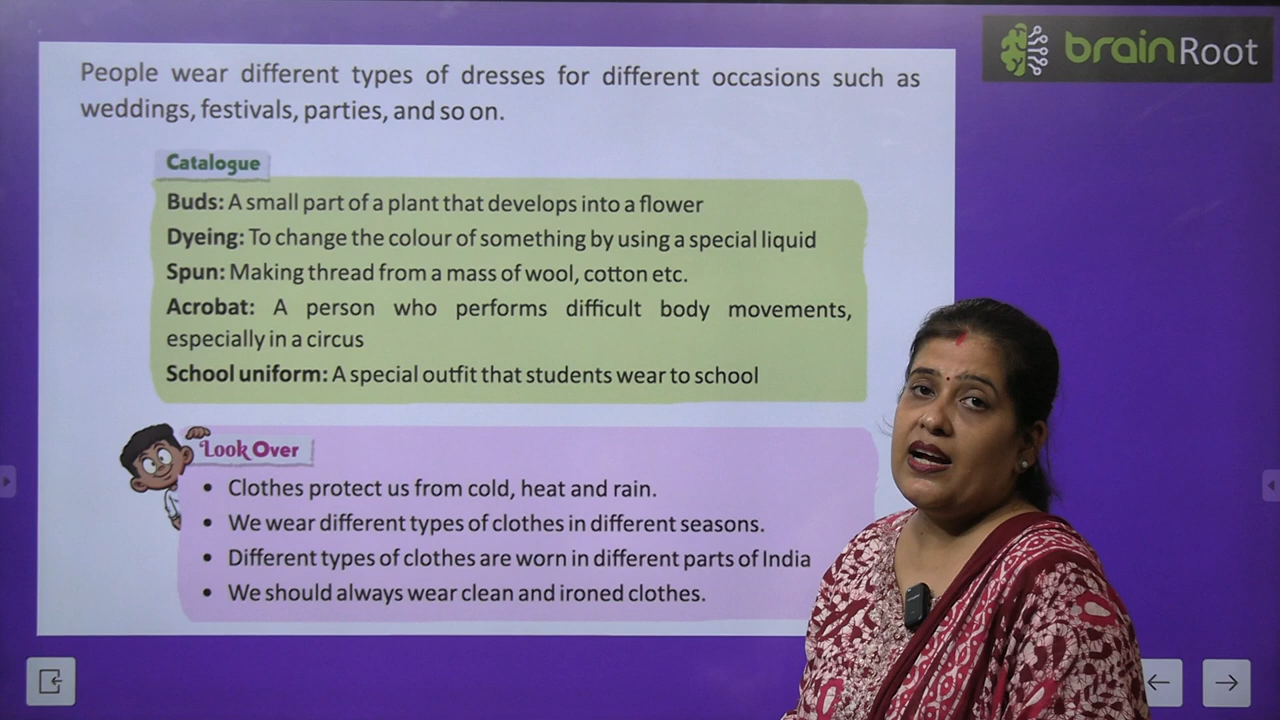 brainRoot
People wear different types of dresses for different occasions such as
weddings, festivals, parties, and so on.
Catalogue
Buds: A small part of a plant that develops into a flower
Dyeing: To change the colour of something by using a special liquid
Spun: Making thread from a mass of wool, cotton etc.
Acrobat: A person who performs difficult body movements,
especially in a circus
School uniform: A special outfit that students wear to school
Look Over
• Clothes protect us from cold, heat and rain.
• We wear different types of clothes in different seasons.
• Different types of clothes are worn in different parts of India
• We should always wear clean and ironed clothes.